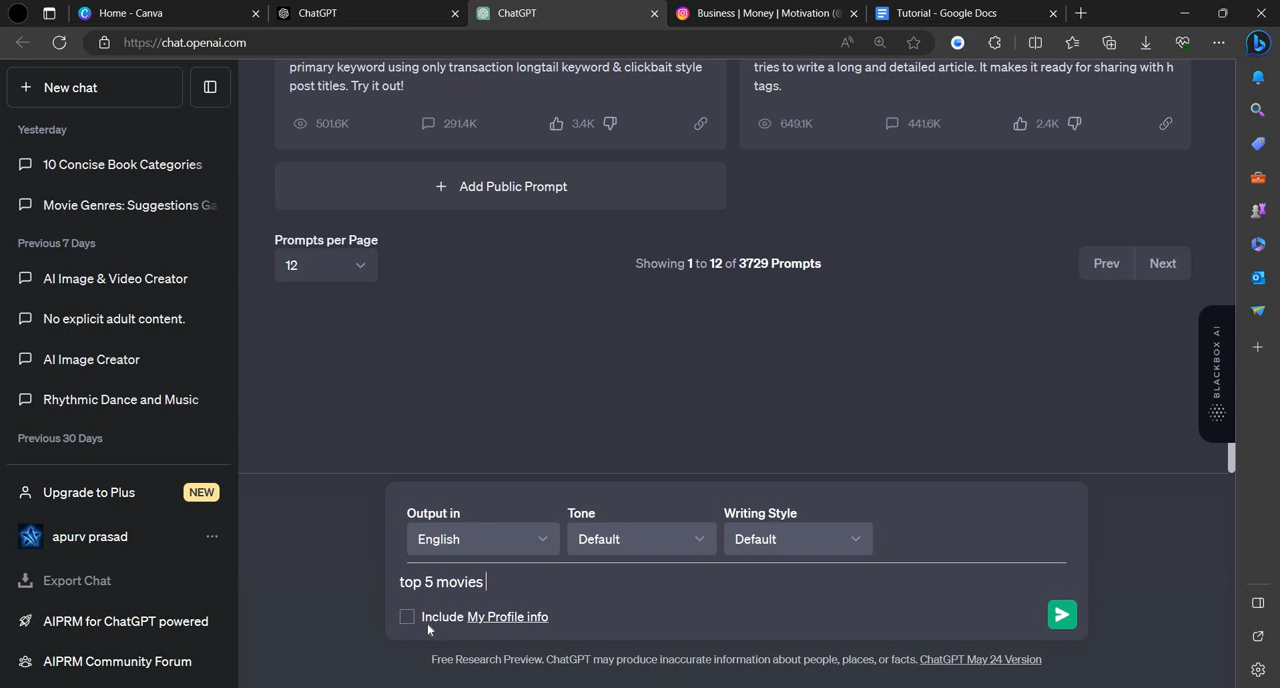 Home - Canva
ChatGPT
ChatGPT
Business | Money | Motivation (@
Tutorial - Google Docs
https://chat.openai.com
New chat
Yesterday
10 Concise Book Categories
Movie Genres: Suggestions Ga
Previous 7 Days
AI Image & Video Creator
No explicit adult content.
AI Image Creator
Rhythmic Dance and Music
Previous 30 Days
Upgrade to Plus NEW
apurv prasad
Export Chat
AIPRM for ChatGPT powered
AIPRM Community Forum
primary keyword using only transaction longtail keyword & clickbait style
post titles. Try it out!
501.6K 291.4K 3.4K
tries to write a long and detailed article. It makes it ready for sharing with h
tags.
649.1K 441.6K 2.4K
+ Add Public Prompt
Prompts per Page
12
Showing 1 to 12 of 3729 Prompts
Prev Next
BLACKBOX AI
Output in Tone Writing Style
English Default Default
top 5 movies
Include My Profile info
Free Research Preview. ChatGPT may produce inaccurate information about people, places, or facts. ChatGPT May 24 Version